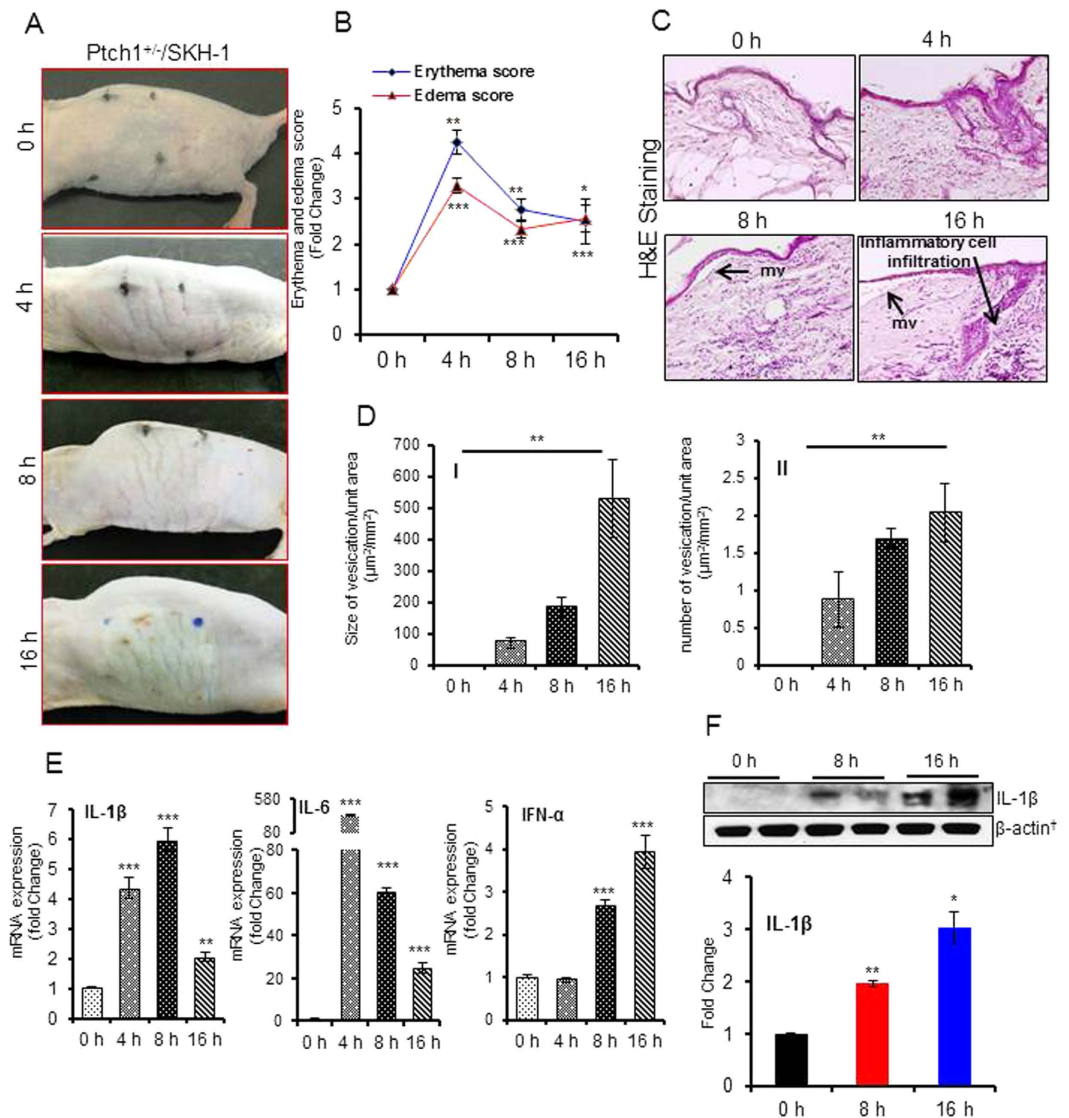 A
Ptch1+/-/SKH-1
0 h
4 h
8 h
16 h
B
Erythema score
Edema score
Erythema and edema score
(Fold Change)
5
4
3
2
1
0
**
***
**
***
*
***
0 h 4 h 8 h 16 h
C
0 h 4 h
8 h 16 h
H&E Staining
mv
Inflammatory cell
infiltration
mv
D
I
**
Size of vesication/unit area
(µm²/mm²)
700
600
500
400
300
200
100
0
0 h 4 h 8 h 16 h
II
**
number of vesication/unit area
(µm²/mm²)
3
2.5
2
1.5
1
0.5
0
0 h 4 h 8 h 16 h
E
IL-1β
mRNA expression
(fold Change)
7
6
5
4
3
2
1
0
***
***
**
0 h 4 h 8 h 16 h
IL-6
mRNA expression
(fold Change)
580
80
80
60
40
20
0
***
***
***
0 h 4 h 8 h 16 h
IFN-α
mRNA expression
(fold Change)
5
4
3
2
1
0
***
***
0 h 4 h 8 h 16 h
F
0 h 8 h 16 h
IL-1β
β-actin†
IL-1β
Fold Change
4
3
2
1
0
**
*
0 h 8 h 16 h